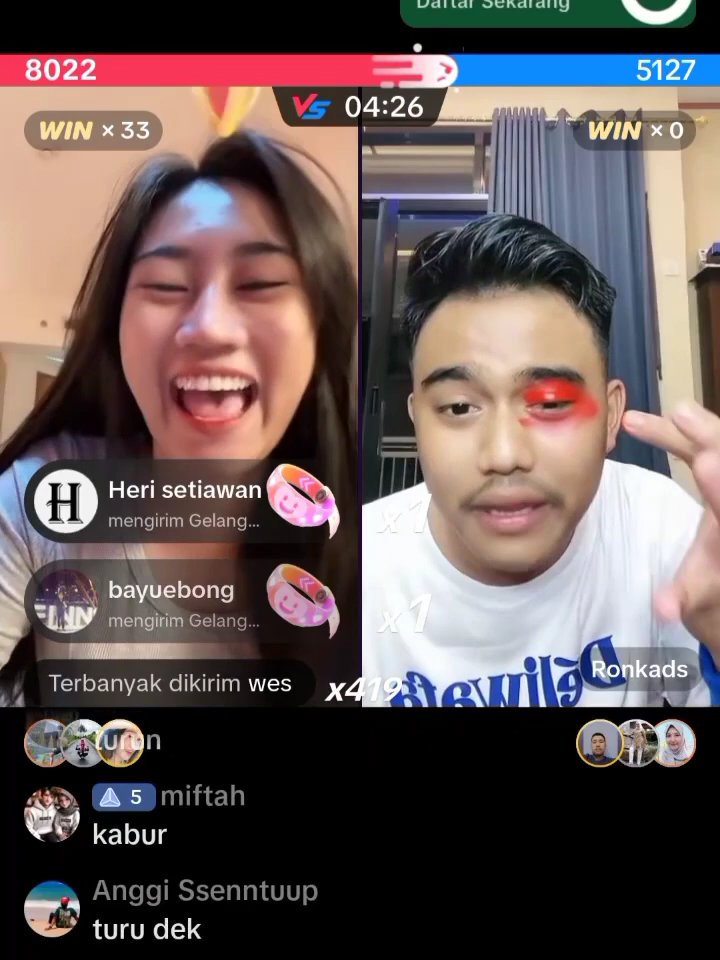 Daftar Sekarang
8022
5127
VS 04:26
WIN × 33
WIN × 0
Heri setiawan
mengirim Gelang...
x1
bayuebong
mengirim Gelang...
x1
Terbanyak dikirim wes
x419
Ronkads
turun
5 miftah
kabur
Anggi Ssenntuup
turu dek